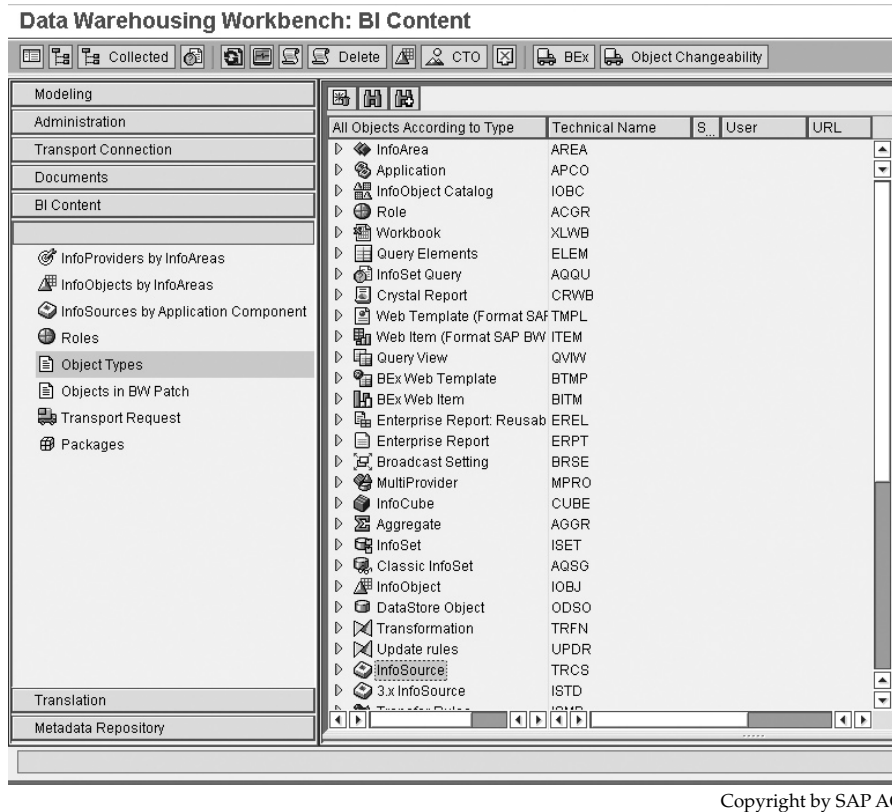 Data Warehousing Workbench: BI Content
Collected Delete CTO BEx Object Changeability
Modeling
Administration
Transport Connection
Documents
BI Content
InfoProviders by InfoAreas
InfoObjects by InfoAreas
InfoSources by Application Component
Roles
Object Types
Objects in BW Patch
Transport Request
Packages
Translation
Metadata Repository
All Objects According to Type Technical Name S... User URL
InfoArea AREA
Application APCO
InfoObject Catalog IOBC
Role ACGR
Workbook XLWB
Query Elements ELEM
InfoSet Query AQQU
Crystal Report CRWB
Web Template (Format SAF TMPL
Web Item (Format SAP BW ITEM
Query View QVIW
BEx Web Template BTMP
BEx Web Item BITM
Enterprise Report: Reusab EREL
Enterprise Report ERPT
Broadcast Setting BRSE
MultiProvider MPRO
InfoCube CUBE
Aggregate AGGR
InfoSet ISET
Classic InfoSet AQSG
InfoObject IOBJ
DataStore Object ODSO
Transformation TRFN
Update rules UPDR
InfoSource TRCS
3.x InfoSource ISTD
Copyright by SAP AG